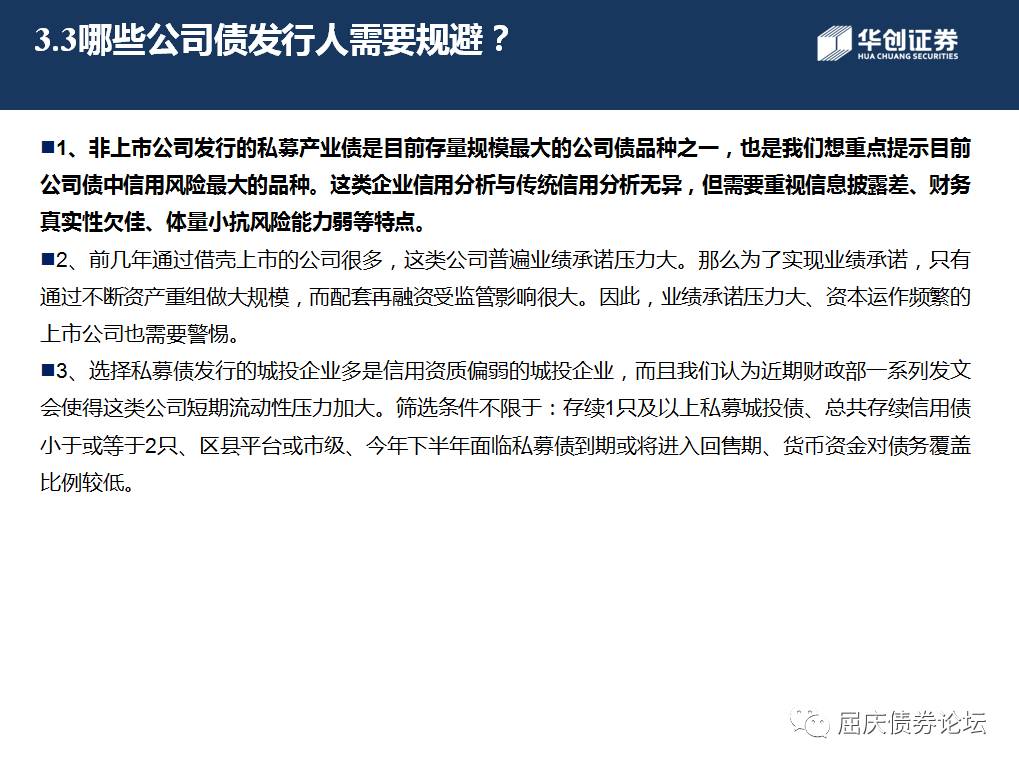 3.3哪些公司债发行人需要规避？
华创证券
HUA CHUANG SECURITIES
■1、非上市公司发行的私募产业债是目前存量规模最大的公司债品种之一，也是我们想重点提示目前
公司债中信用风险最大的品种。这类企业信用分析与传统信用分析无异，但需要重视信息披露差、财务
真实性欠佳、体量小抗风险能力弱等特点。
■2、前几年通过借壳上市的公司很多，这类公司普遍业绩承诺压力大。那么为了实现业绩承诺，只有
通过不断资产重组做大规模，而配套再融资受监管影响很大。因此，业绩承诺压力大、资本运作频繁的
上市公司也需要警惕。
■3、选择私募债发行的城投企业多是信用资质偏弱的城投企业，而且我们认为近期财政部一系列发文
会使得这类公司短期流动性压力加大。筛选条件不限于：存续1只及以上私募城投债、总共存续信用债
小于或等于2只、区县平台或市级、今年下半年面临私募债到期或将进入回售期、货币资金对债务覆盖
比例较低。
屈庆债券论坛